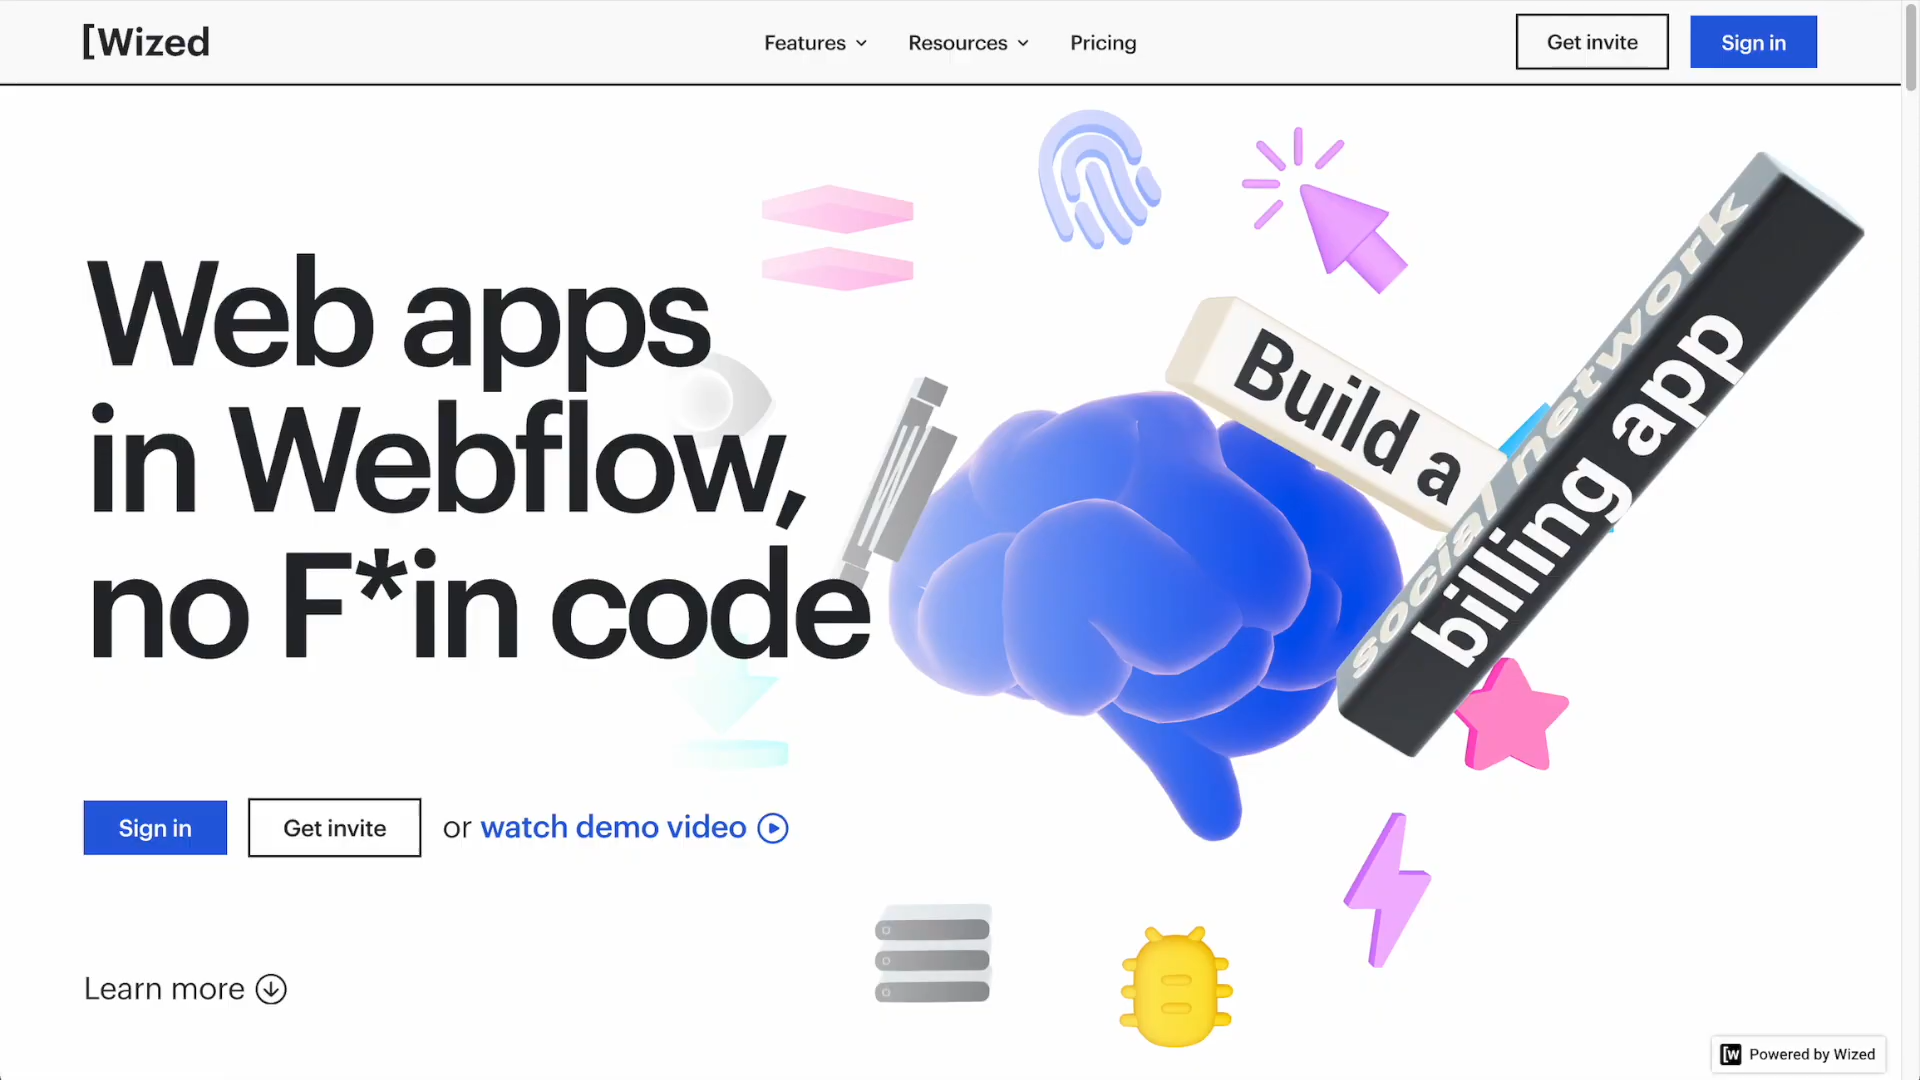 [Wized
Features
Resources
Pricing
Get invite
Sign in
Web apps
in Webflow,
no F*in code
Build a
social network
billing app
Sign in
Get invite
or watch demo video
Learn more
[W Powered by Wized